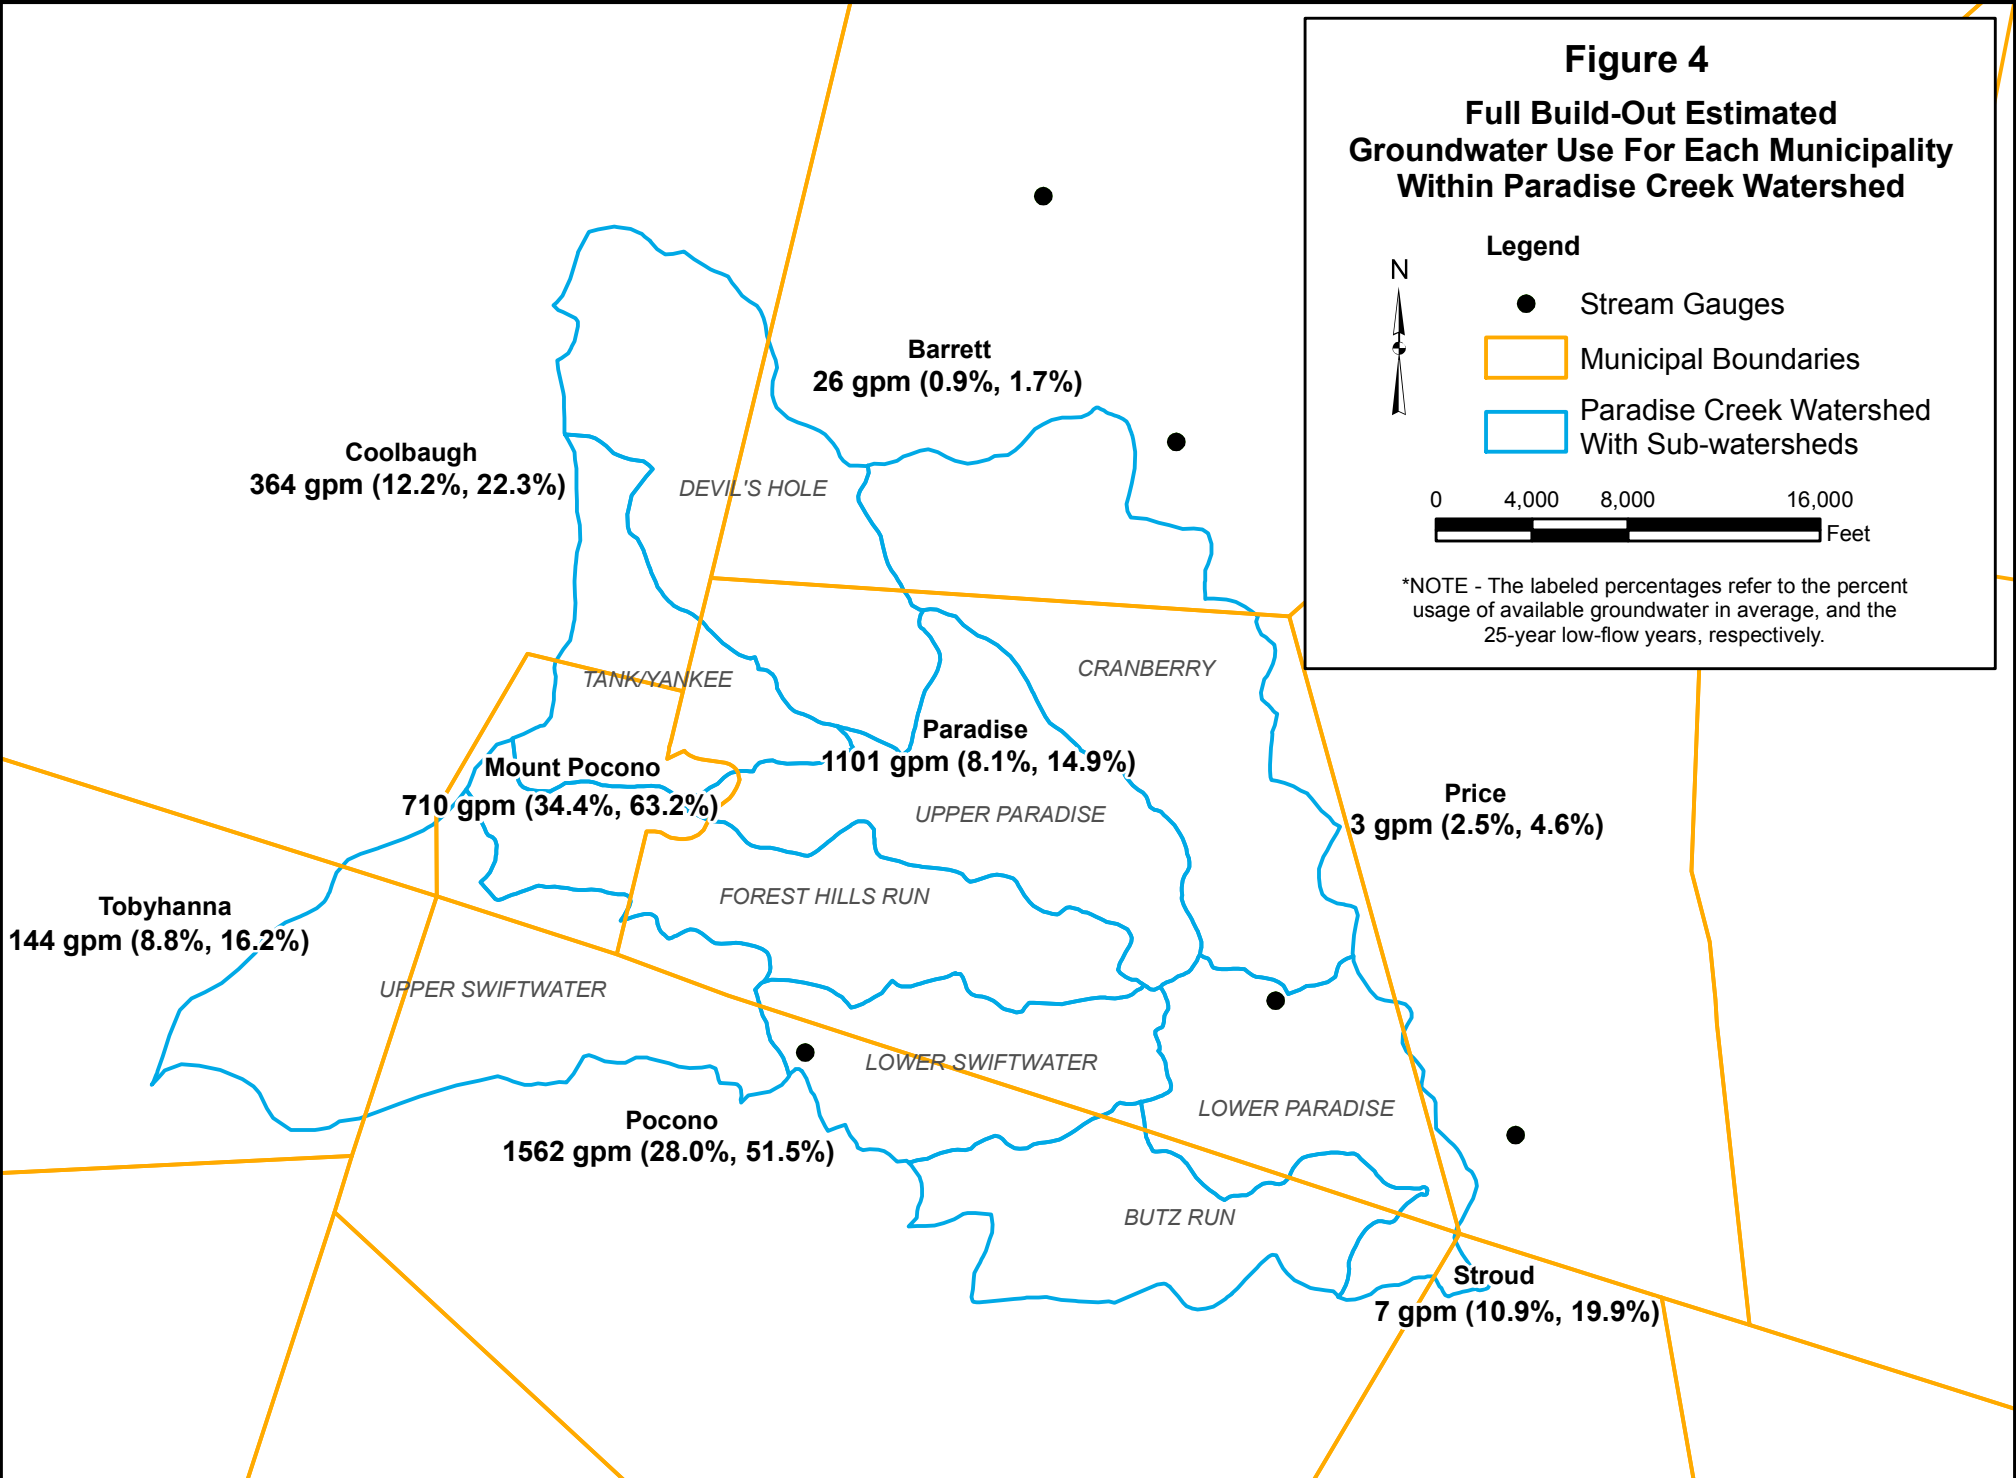 Figure 4
Full Build-Out Estimated
Groundwater Use For Each Municipality
Within Paradise Creek Watershed
Legend
N
Stream Gauges
Municipal Boundaries
Paradise Creek Watershed
With Sub-watersheds
0 4,000 8,000 16,000
Feet
*NOTE - The labeled percentages refer to the percent
usage of available groundwater in average, and the
25-year low-flow years, respectively.
Barrett
26 gpm (0.9%, 1.7%)
Coolbaugh
364 gpm (12.2%, 22.3%)
DEVIL'S HOLE
TANK/YANKEE
CRANBERRY
Paradise
1101 gpm (8.1%, 14.9%)
Mount Pocono
710 gpm (34.4%, 63.2%)
UPPER PARADISE
Price
3 gpm (2.5%, 4.6%)
FOREST HILLS RUN
Tobyhanna
144 gpm (8.8%, 16.2%)
UPPER SWIFTWATER
LOWER SWIFTWATER
LOWER PARADISE
Pocono
1562 gpm (28.0%, 51.5%)
BUTZ RUN
Stroud
7 gpm (10.9%, 19.9%)